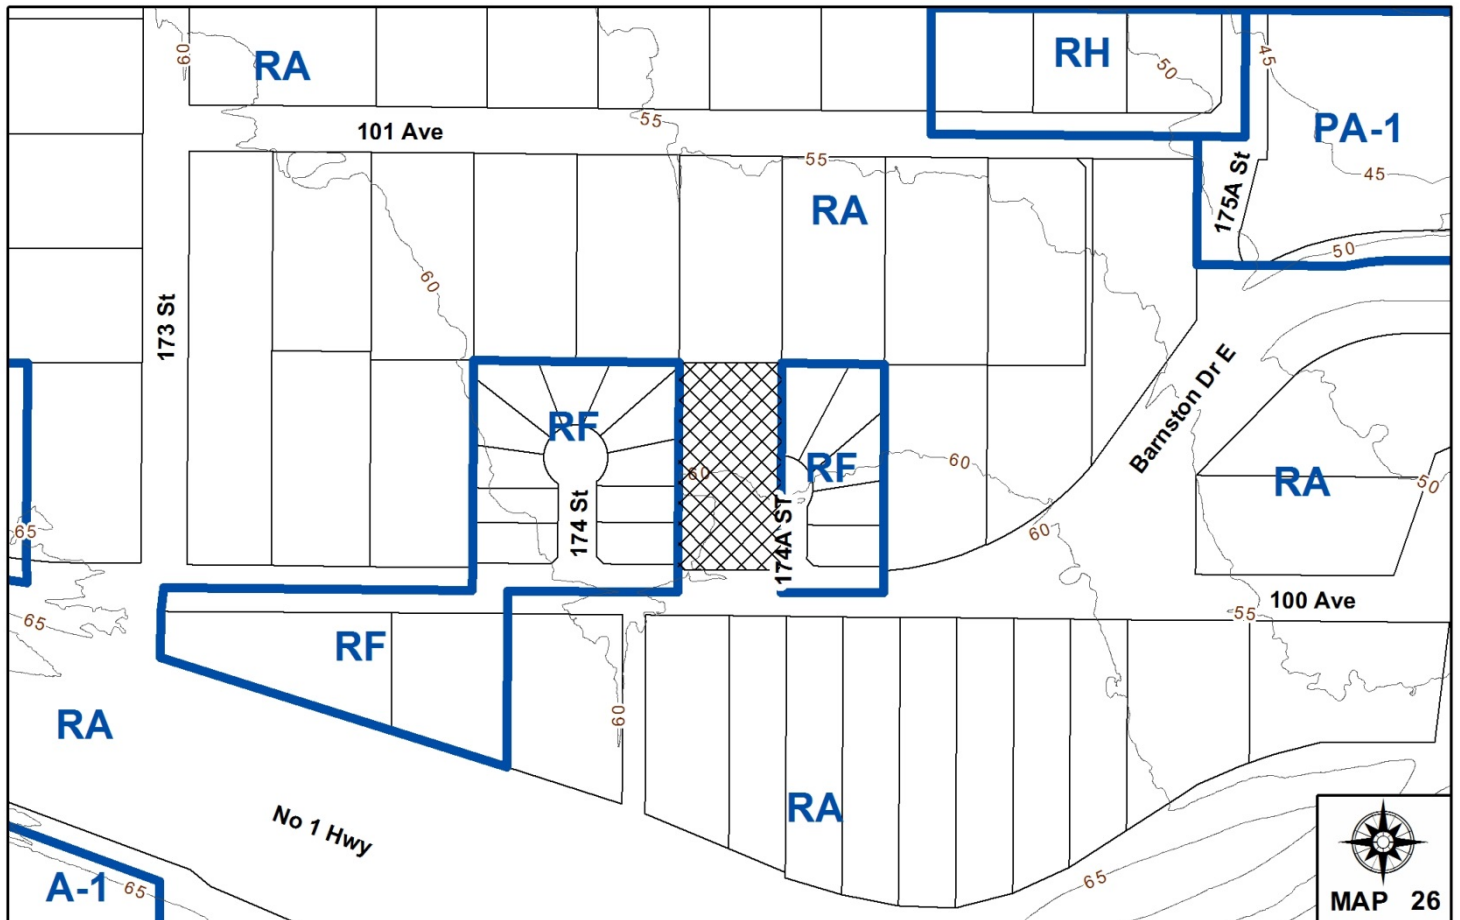 60
RA
RH
50
45
101 Ave
55
PA-1
55
45
RA
175A St
50
60
173 St
RF
60
60
RF
Barnston Dr E
RA
50
65
174 St
174A ST
60
65
100 Ave
55
RF
60
RA
RA
No 1 Hwy
65
A-1
65
MAP 26